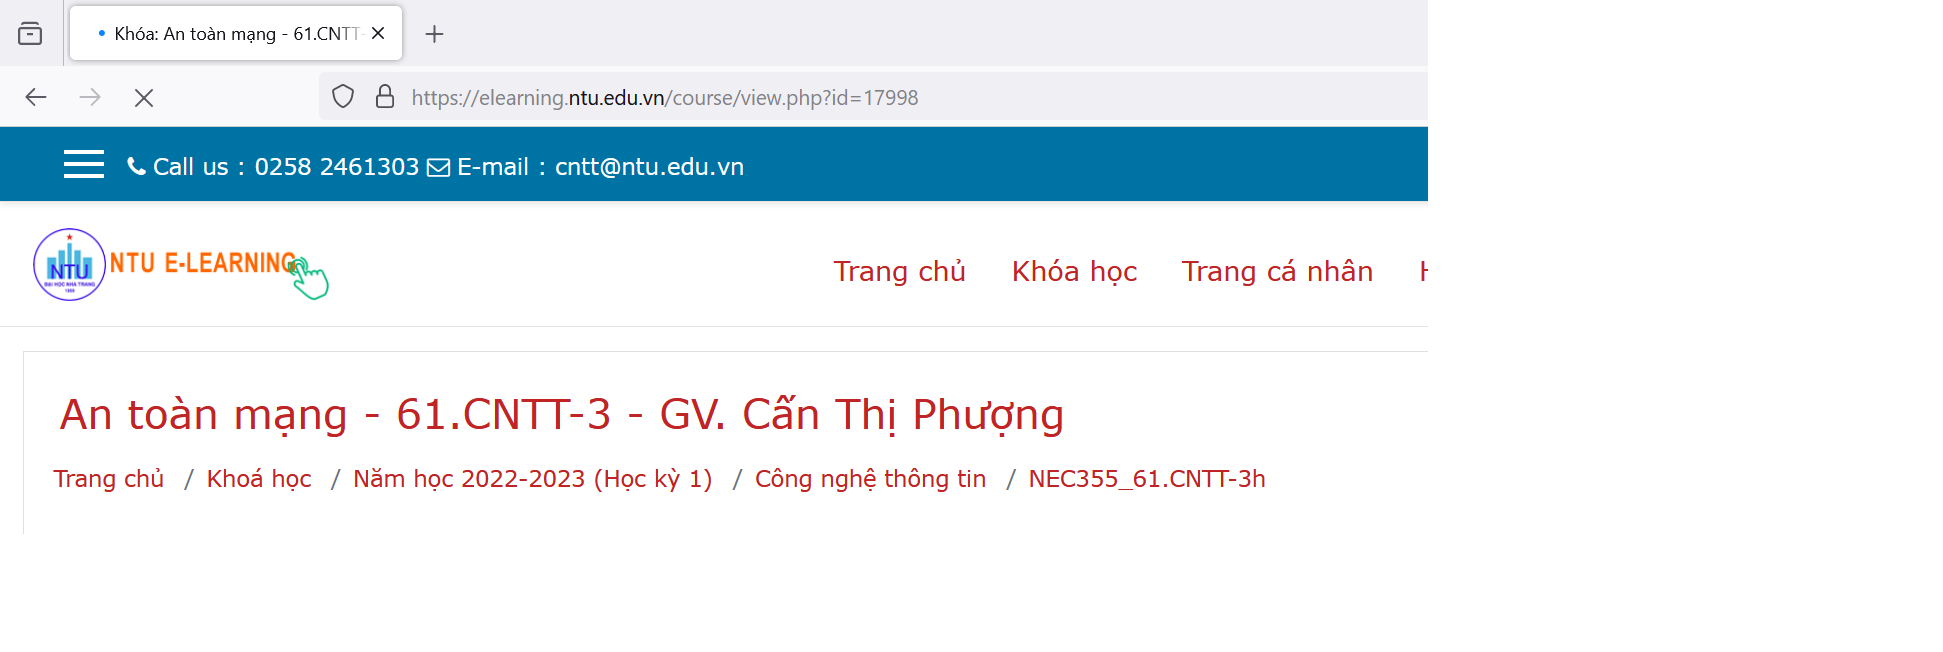 Khóa: An toàn mạng - 61.CNTT-
https://elearning.ntu.edu.vn/course/view.php?id=17998
Call us : 0258 2461303 E-mail : cntt@ntu.edu.vn
NTU
ĐẠI HỌC NHA TRANG
1959
NTU E-LEARNING
Trang chủ Khóa học Trang cá nhân
An toàn mạng - 61.CNTT-3 - GV. Cấn Thị Phượng
Trang chủ / Khoá học / Năm học 2022-2023 (Học kỳ 1) / Công nghệ thông tin / NEC355_61.CNTT-3h